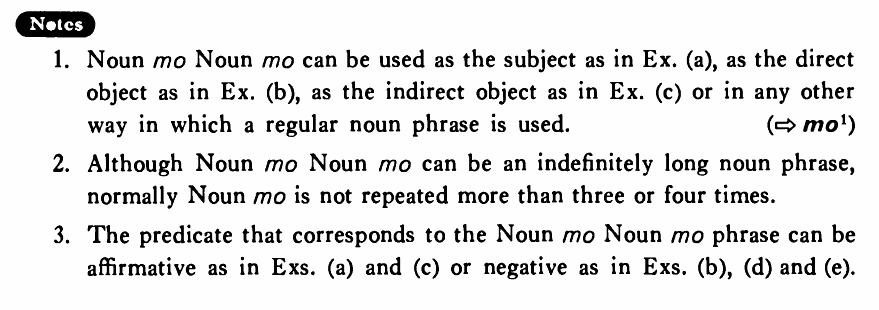 Notes
1. Noun mo Noun mo can be used as the subject as in Ex. (a), as the direct
object as in Ex. (b), as the indirect object as in Ex. (c) or in any other
way in which a regular noun phrase is used. (⇨ mo¹)
2. Although Noun mo Noun mo can be an indefinitely long noun phrase,
normally Noun mo is not repeated more than three or four times.
3. The predicate that corresponds to the Noun mo Noun mo phrase can be
affirmative as in Exs. (a) and (c) or negative as in Exs. (b), (d) and (e).